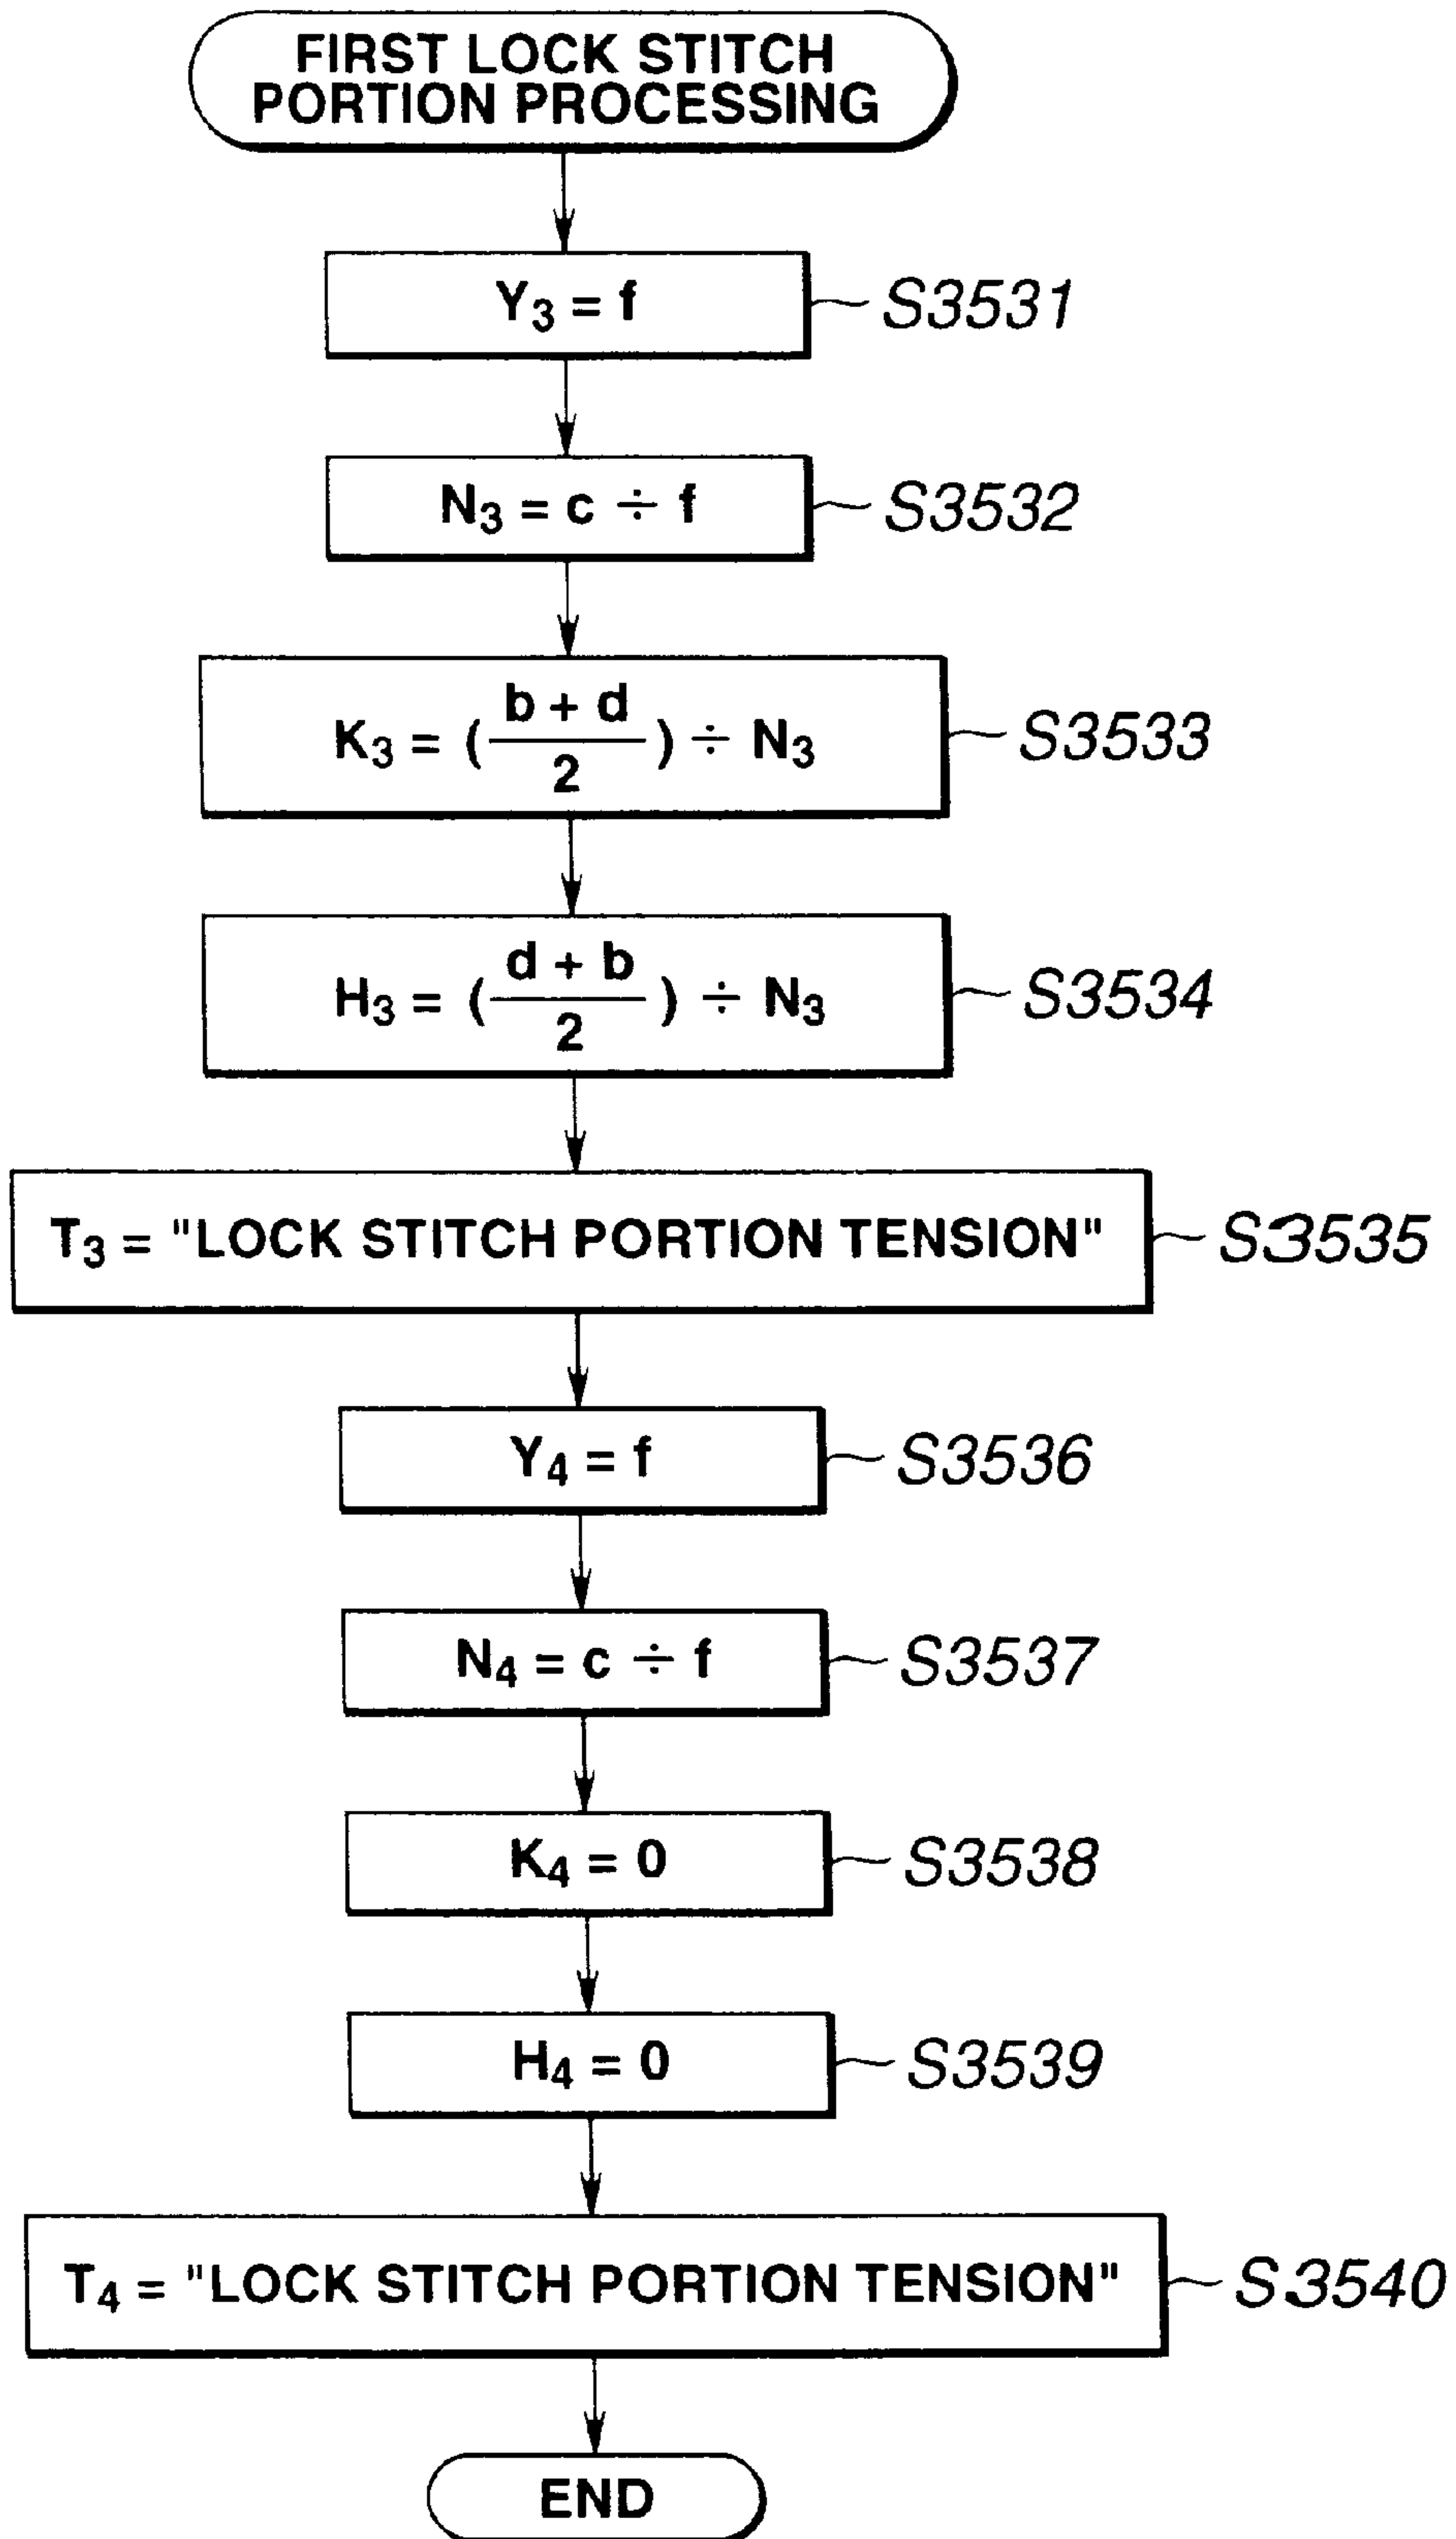 FIRST LOCK STITCH
PORTION PROCESSING
Y₃ = f
S3531
N₃ = c ÷ f
S3532
K₃ = (b + d / 2) ÷ N₃
S3533
H₃ = (d + b / 2) ÷ N₃
S3534
T₃ = "LOCK STITCH PORTION TENSION"
S3535
Y₄ = f
S3536
N₄ = c ÷ f
S3537
K₄ = 0
S3538
H₄ = 0
S3539
T₄ = "LOCK STITCH PORTION TENSION"
S3540
END